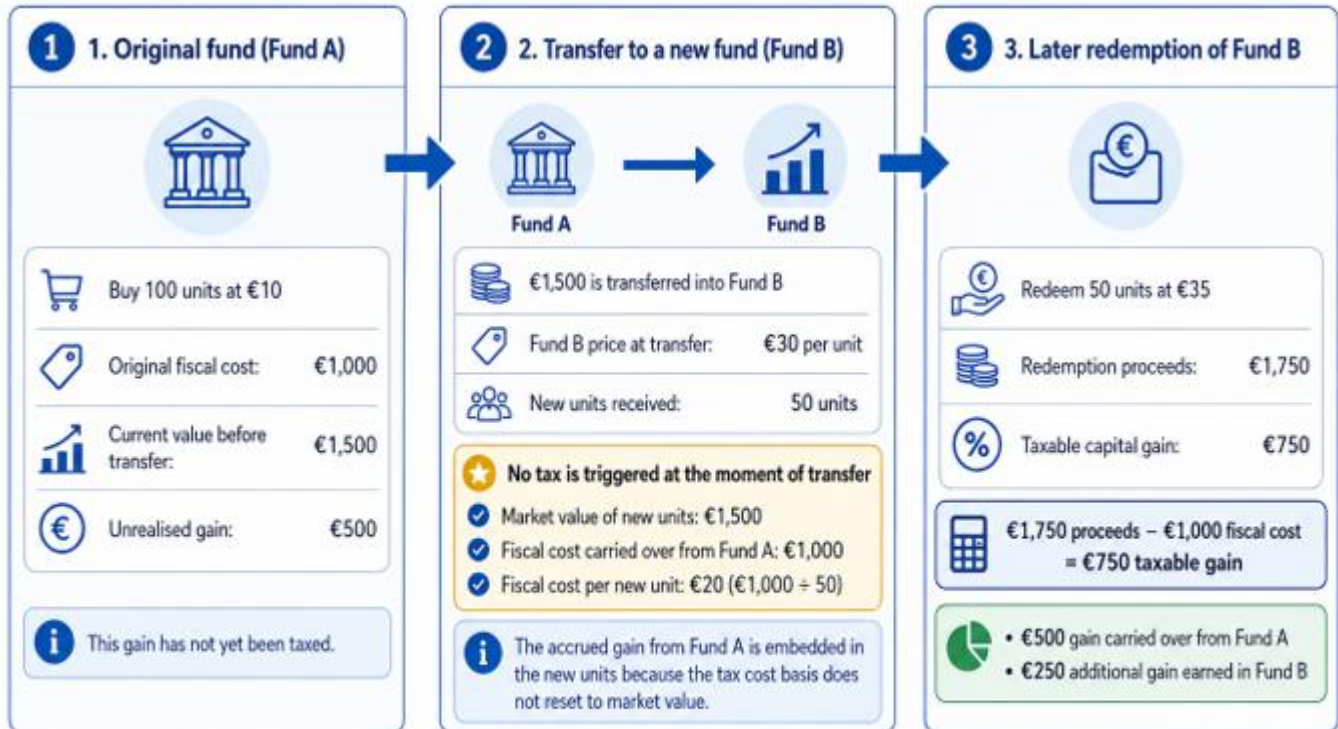 1
1. Original fund (Fund A)
Buy 100 units at €10
Original fiscal cost: €1,000
Current value before
transfer: €1,500
Unrealised gain: €500
This gain has not yet been taxed.
2
2. Transfer to a new fund (Fund B)
Fund A
Fund B
€1,500 is transferred into Fund B
Fund B price at transfer: €30 per unit
New units received: 50 units
No tax is triggered at the moment of transfer
Market value of new units: €1,500
Fiscal cost carried over from Fund A: €1,000
Fiscal cost per new unit: €20 (€1,000 ÷ 50)
The accrued gain from Fund A is embedded in
the new units because the tax cost basis does
not reset to market value.
3
3. Later redemption of Fund B
€
Redeem 50 units at €35
Redemption proceeds: €1,750
Taxable capital gain: €750
€1,750 proceeds – €1,000 fiscal cost
= €750 taxable gain
• €500 gain carried over from Fund A
• €250 additional gain earned in Fund B